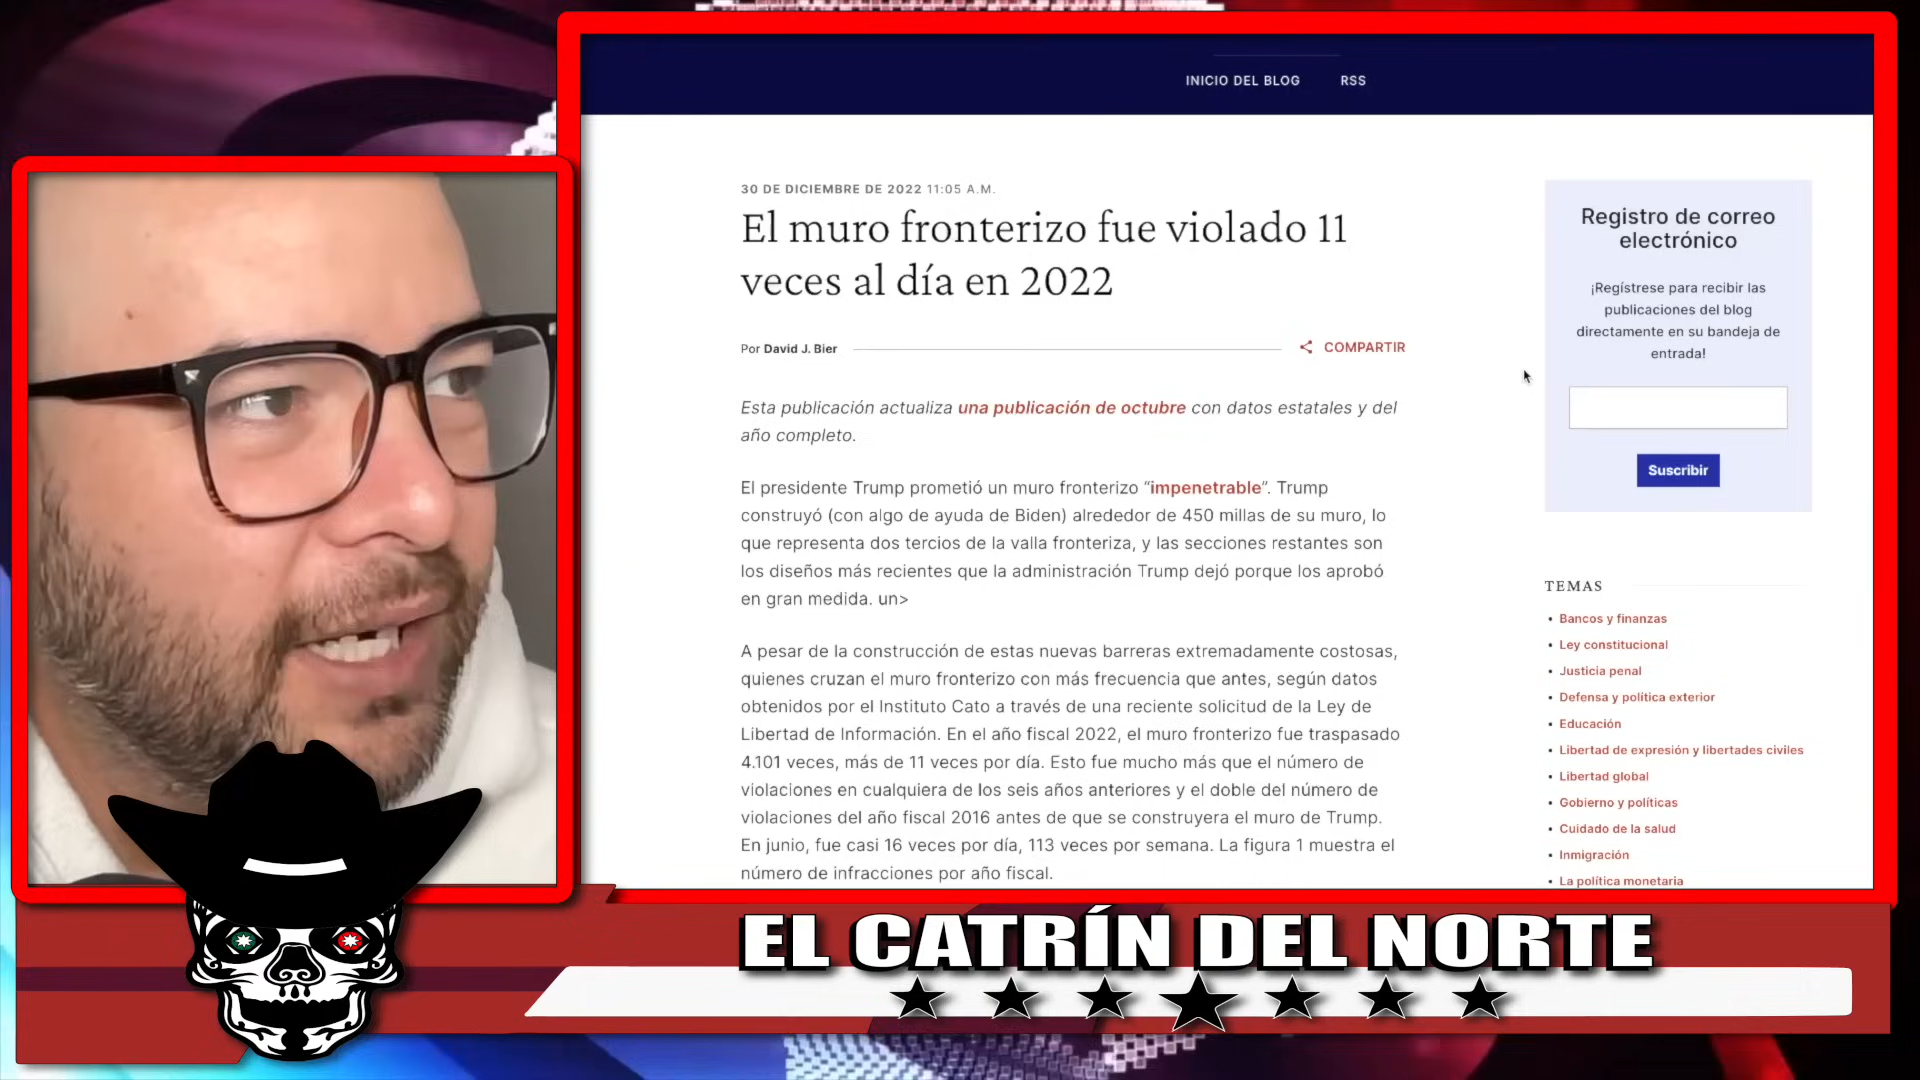 INICIO DEL BLOG RSS
30 DE DICIEMBRE DE 2022 11:05 A.M.
El muro fronterizo fue violado 11
veces al día en 2022
Por David J. Bier
COMPARTIR
Esta publicación actualiza una publicación de octubre con datos estatales y del
año completo.
El presidente Trump prometió un muro fronterizo “impenetrable”. Trump
construyó (con algo de ayuda de Biden) alrededor de 450 millas de su muro, lo
que representa dos tercios de la valla fronteriza, y las secciones restantes son
los diseños más recientes que la administración Trump dejó porque los aprobó
en gran medida. un>
A pesar de la construcción de estas nuevas barreras extremadamente costosas,
quienes cruzan el muro fronterizo con más frecuencia que antes, según datos
obtenidos por el Instituto Cato a través de una reciente solicitud de la Ley de
Libertad de Información. En el año fiscal 2022, el muro fronterizo fue traspasado
4.101 veces, más de 11 veces por día. Esto fue mucho más que el número de
violaciones en cualquiera de los seis años anteriores y el doble del número de
violaciones del año fiscal 2016 antes de que se construyera el muro de Trump.
En junio, fue casi 16 veces por día, 113 veces por semana. La figura 1 muestra el
número de infracciones por año fiscal.
Registro de correo
electrónico
¡Regístrese para recibir las
publicaciones del blog
directamente en su bandeja de
entrada!
Suscribir
TEMAS
• Bancos y finanzas
• Ley constitucional
• Justicia penal
• Defensa y política exterior
• Educación
• Libertad de expresión y libertades civiles
• Libertad global
• Gobierno y políticas
• Cuidado de la salud
• Inmigración
• La política monetaria
EL CATRÍN DEL NORTE